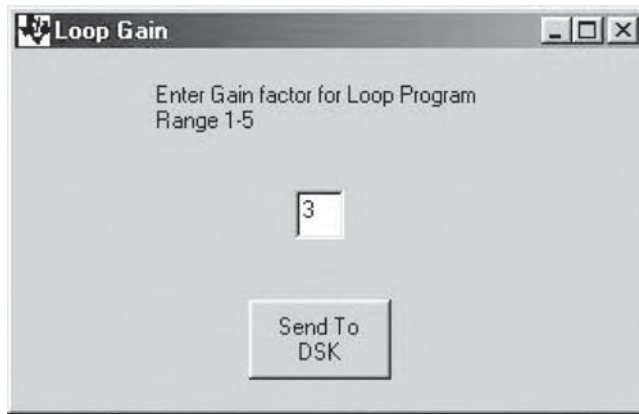 Loop Gain
Enter Gain factor for Loop Program
Range 1-5
3
Send To
DSK